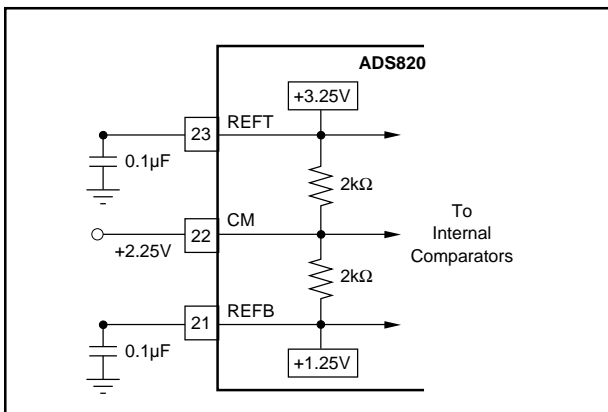 ADS820
+3.25V
23
REFT
0.1µF
2kΩ
22
CM
+2.25V
To
Internal
Comparators
2kΩ
21
REFB
0.1µF
+1.25V